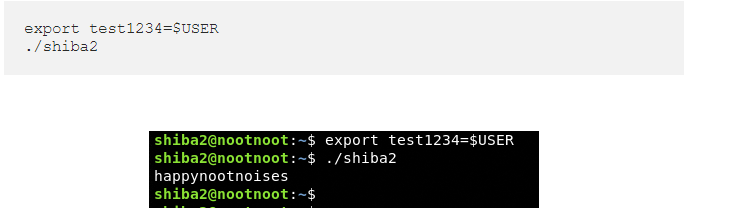 export test1234=$USER
./shiba2
shiba2@nootnoot:~$ export test1234=$USER
shiba2@nootnoot:~$ ./shiba2
happynootnoises
shiba2@nootnoot:~$